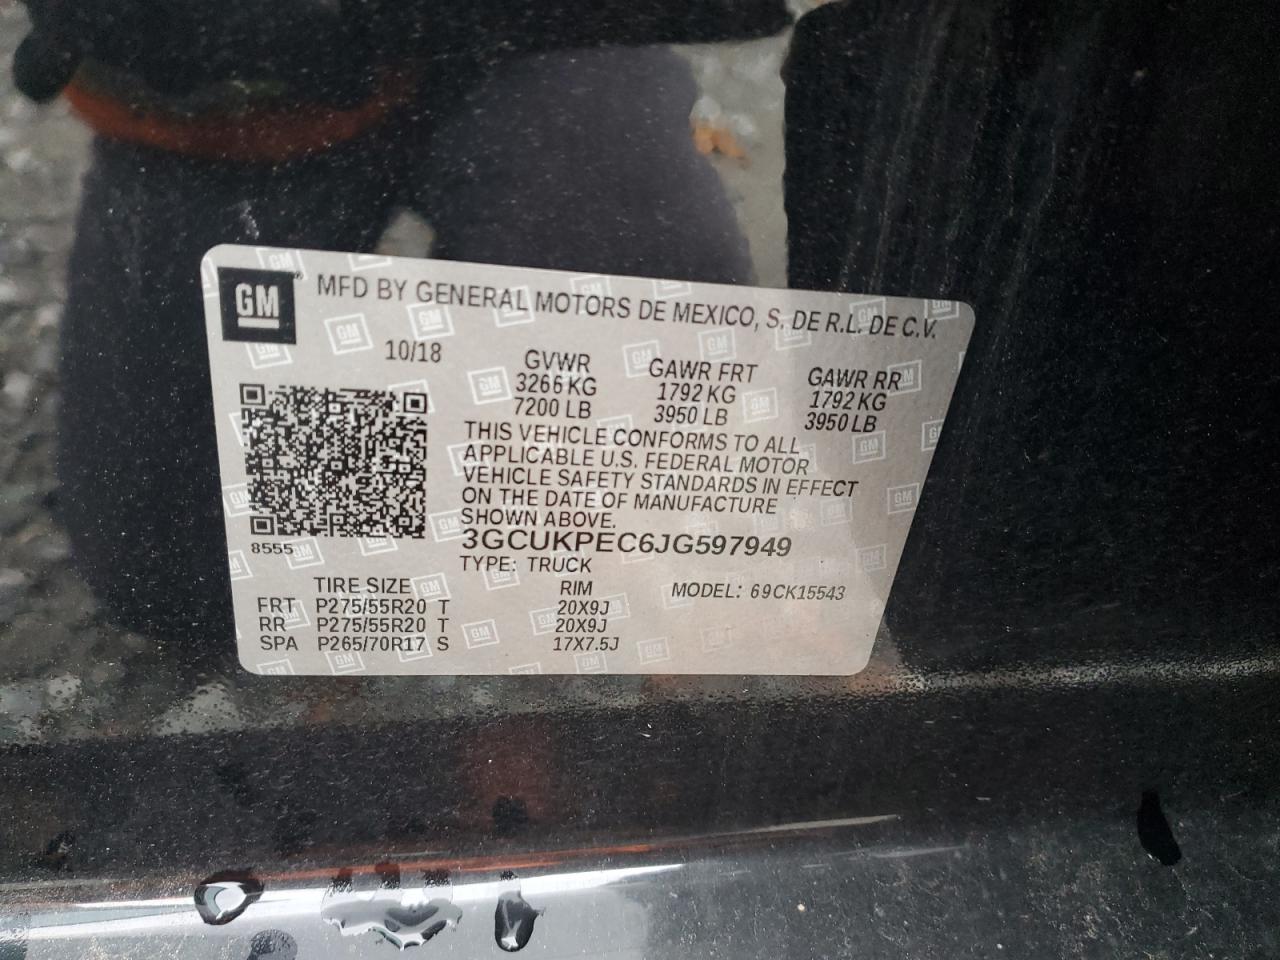 GM MFD BY GENERAL MOTORS DE MEXICO, S. DE R.L. DE C.V.
10/18 GVWR GAWR FRT GAWR RR
3266 KG 1792 KG 1792 KG
7200 LB 3950 LB 3950 LB
THIS VEHICLE CONFORMS TO ALL
APPLICABLE U.S. FEDERAL MOTOR
VEHICLE SAFETY STANDARDS IN EFFECT
ON THE DATE OF MANUFACTURE
SHOWN ABOVE.
8555 3GCUKPEC6JG597949
TYPE: TRUCK
TIRE SIZE RIM MODEL: 69CK15543
FRT P275/55R20 T 20X9J
RR P275/55R20 T 20X9J
SPA P265/70R17 S 17X7.5J